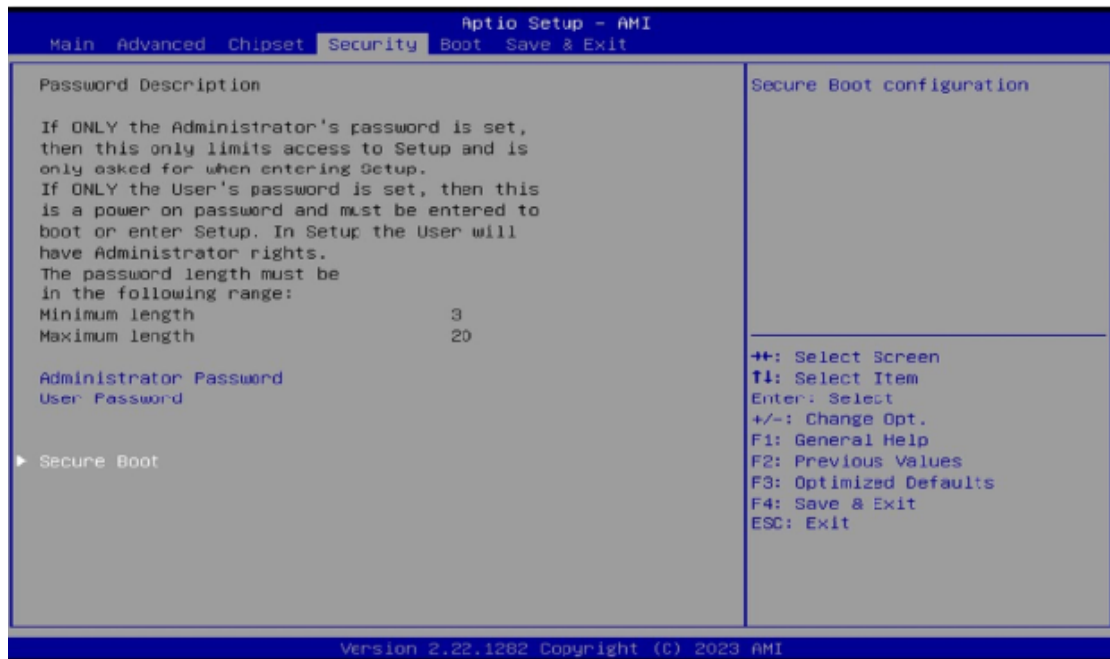 Aptio Setup - AMI
Main Advanced Chipset Security Boot Save & Exit
Password Description
If ONLY the Administrator's password is set,
then this only limits access to Setup and is
only asked for when entering Setup.
If ONLY the User's password is set, then this
is a power on password and must be entered to
boot or enter Setup. In Setup the User will
have Administrator rights.
The password length must be
in the following range:
Minimum length 3
Maximum length 20
Administrator Password
User Password
► Secure Boot
Secure Boot configuration
→←: Select Screen
↑↓: Select Item
Enter: Select
+/-: Change Opt.
F1: General Help
F2: Previous Values
F3: Optimized Defaults
F4: Save & Exit
ESC: Exit
Version 2.22.1282 Copyright (C) 2023 AMI